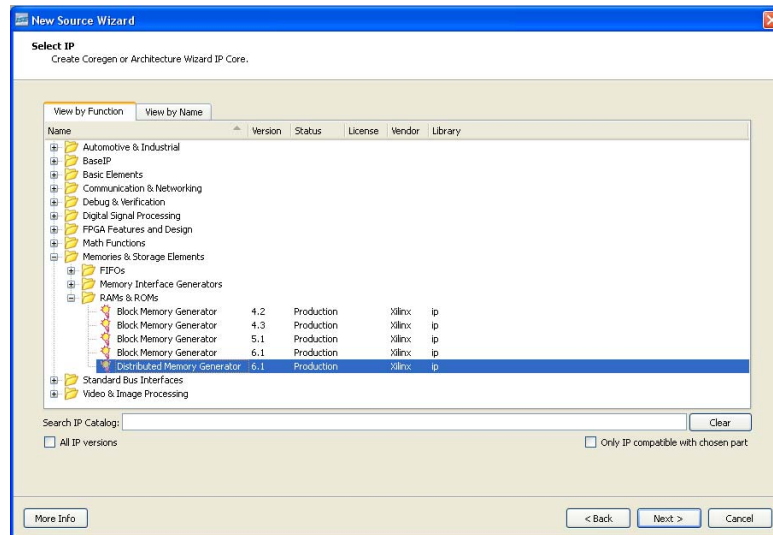 New Source Wizard
Select IP
Create Coregen or Architecture Wizard IP Core.
View by Function View by Name
Name Version Status License Vendor Library
Automotive & Industrial
BaseIP
Basic Elements
Communication & Networking
Debug & Verification
Digital Signal Processing
FPGA Features and Design
Math Functions
Memories & Storage Elements
FIFOs
Memory Interface Generators
RAMs & ROMs
Block Memory Generator 4.2 Production Xilinx ip
Block Memory Generator 4.3 Production Xilinx ip
Block Memory Generator 5.1 Production Xilinx ip
Block Memory Generator 6.1 Production Xilinx ip
Distributed Memory Generator 6.1 Production Xilinx ip
Standard Bus Interfaces
Video & Image Processing
Search IP Catalog: Clear
All IP versions Only IP compatible with chosen part
More Info < Back Next > Cancel